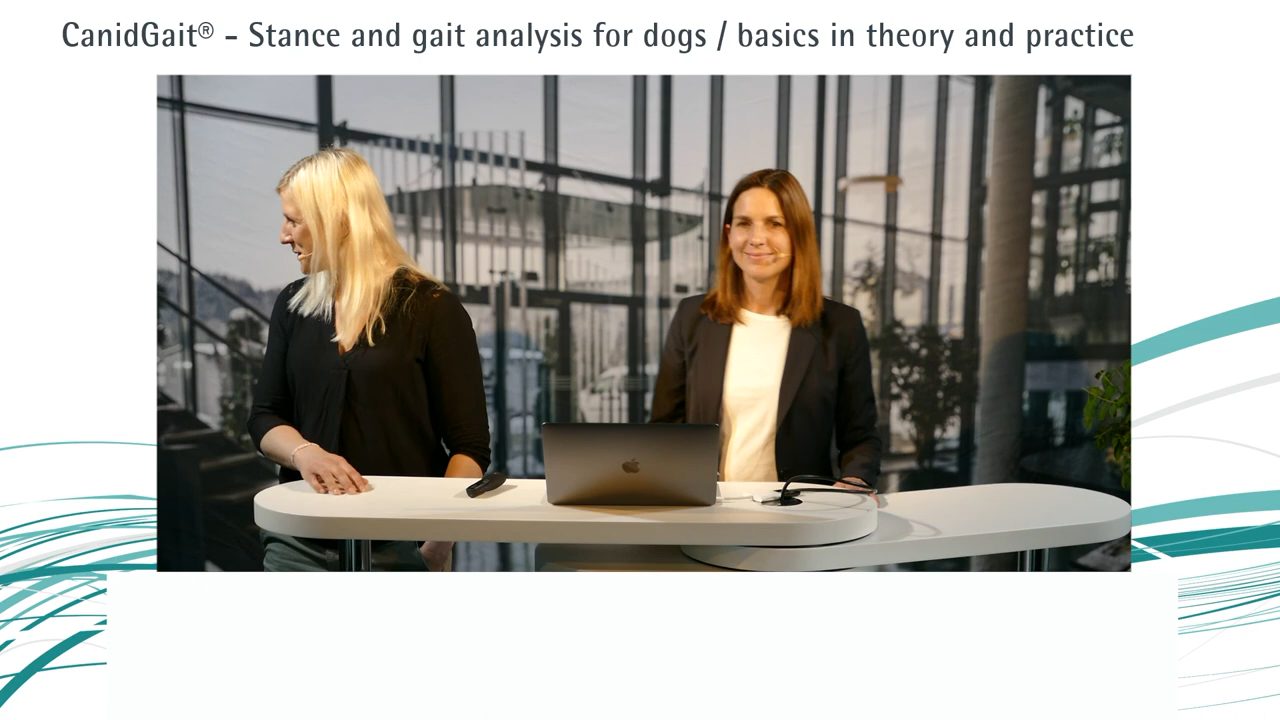 CanidGait® - Stance and gait analysis for dogs / basics in theory and practice